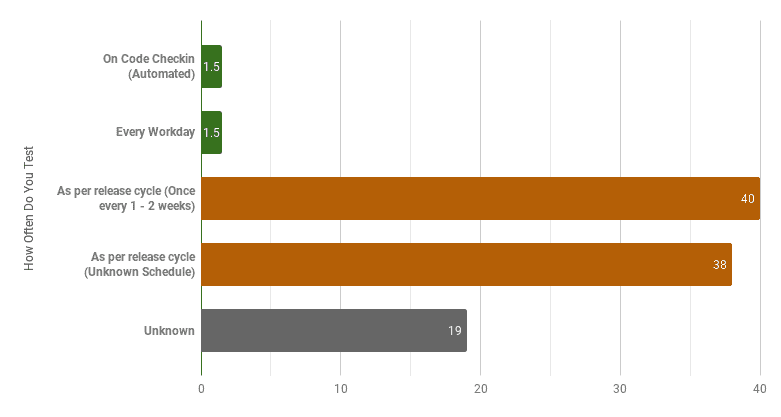 On Code Checkin
(Automated)
1.5
Every Workday
1.5
As per release cycle (Once
every 1 - 2 weeks)
40
As per release cycle
(Unknown Schedule)
38
Unknown
19
How Often Do You Test
0
10
20
30
40